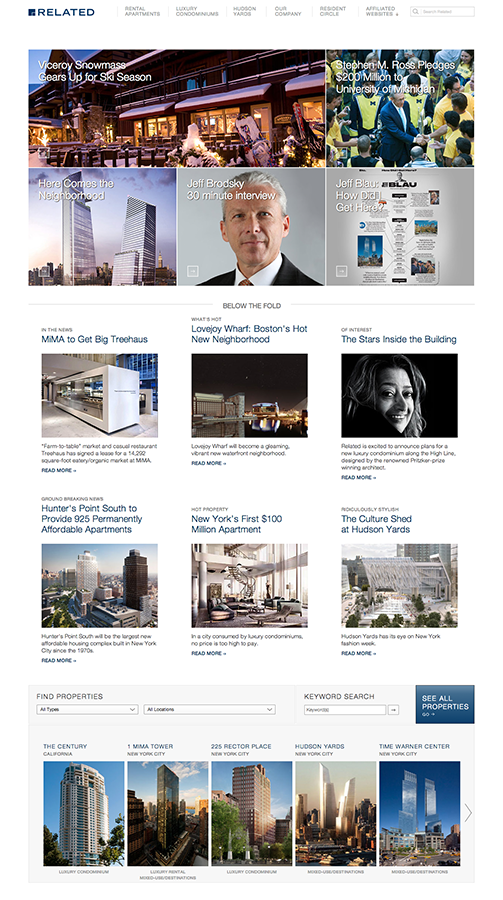 RELATED
RENTAL
APARTMENTS
LUXURY
CONDOMINIUMS
HUDSON
YARDS
OUR
COMPANY
RESIDENT
CIRCLE
AFFILIATED
WEBSITES
Search Related
Viceroy Snowmass
Gears Up for Ski Season
Stephen M. Ross Pledges
$200 Million to
University of Michigan
Here Comes the
Neighborhood
Jeff Brodsky
30 minute interview
Jeff Blau:
How Did I
Get Here?
BLAU
BELOW THE FOLD
IN THE NEWS
MiMA to Get Big Treehaus
"Farm-to-table" market and casual restaurant
Treehaus has signed a lease for a 14,292
square-foot eatery/organic market at MiMA.
READ MORE
WHAT'S HOT
Lovejoy Wharf: Boston's Hot
New Neighborhood
Lovejoy Wharf will become a gleaming,
vibrant new waterfront neighborhood.
READ MORE
OF INTEREST
The Stars Inside the Building
Related is excited to announce plans for a
new luxury condominium along the High Line,
designed by the renowned Pritzker-prize
winning architect.
READ MORE
GROUND BREAKING NEWS
Hunter's Point South to
Provide 925 Permanently
Affordable Apartments
Hunter's Point South will be the largest new
affordable housing complex built in New York
City since the 1970s.
READ MORE
HOT PROPERTY
New York's First $100
Million Apartment
In a city consumed by luxury condominiums,
no price is too high to pay.
READ MORE
RIDICULOUSLY STYLISH
The Culture Shed
at Hudson Yards
Hudson Yards has its eye on New York
fashion week.
READ MORE
FIND PROPERTIES
All Types
All Locations
KEYWORD SEARCH
Keyword(s)
SEE ALL
PROPERTIES
GO
THE CENTURY
CALIFORNIA
LUXURY CONDOMINIUM
1 MIMA TOWER
NEW YORK CITY
LUXURY RENTAL
MIXED-USE/DESTINATIONS
225 RECTOR PLACE
NEW YORK CITY
LUXURY CONDOMINIUM
HUDSON YARDS
NEW YORK CITY
MIXED-USE/DESTINATIONS
TIME WARNER CENTER
NEW YORK CITY
MIXED-USE/DESTINATIONS